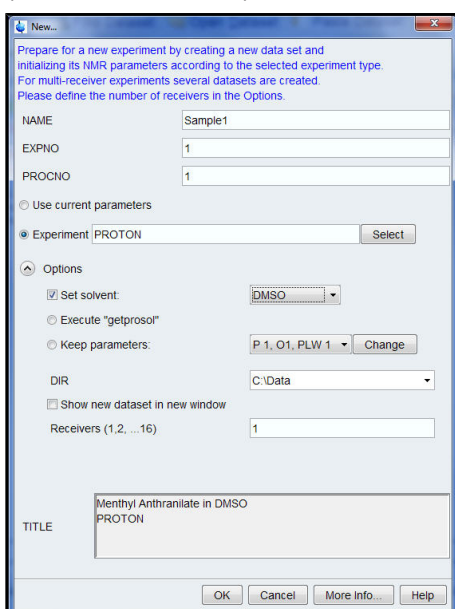 New...
Prepare for a new experiment by creating a new data set and
initializing its NMR parameters according to the selected experiment type.
For multi-receiver experiments several datasets are created.
Please define the number of receivers in the Options.
NAME Sample1
EXPNO 1
PROCNO 1
Use current parameters
Experiment PROTON Select
Options
Set solvent: DMSO
Execute "getprosol"
Keep parameters: P 1, O1, PLW 1 Change
DIR C:\Data
Show new dataset in new window
Receivers (1,2, ...16) 1
Menthyl Anthranilate in DMSO
TITLE PROTON
OK Cancel More Info... Help